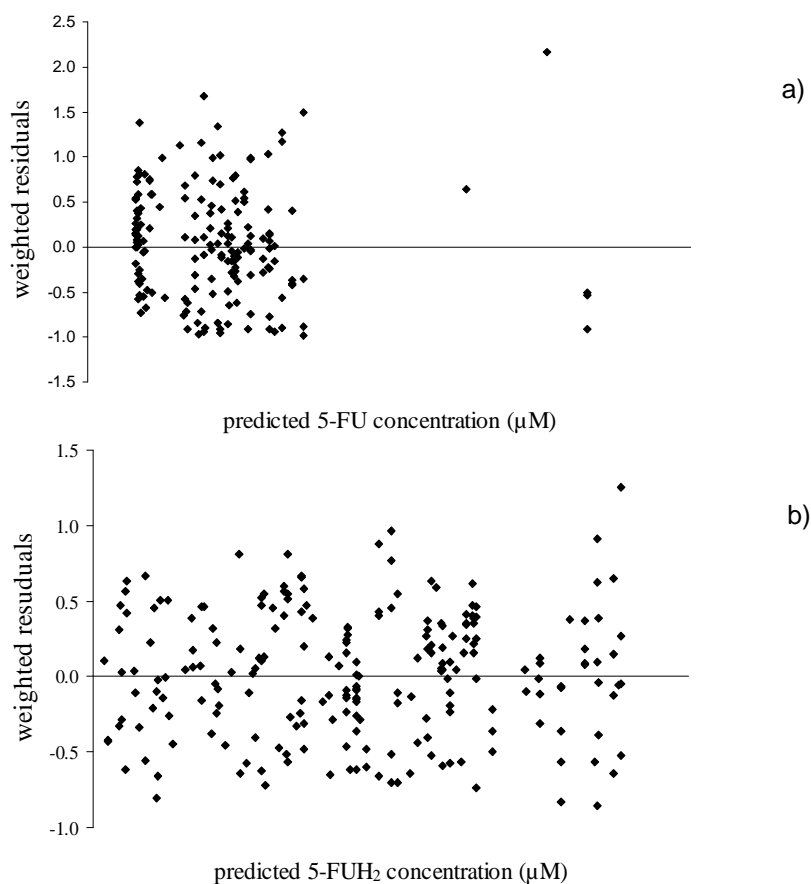 2.5
2.0
a)
1.5
1.0
0.5
0.0
-0.5
-1.0
-1.5
weighted residuals
predicted 5-FU concentration (µM)
1.5
b)
1.0
0.5
0.0
-0.5
-1.0
weighted resuduals
predicted 5-FUH₂ concentration (µM)